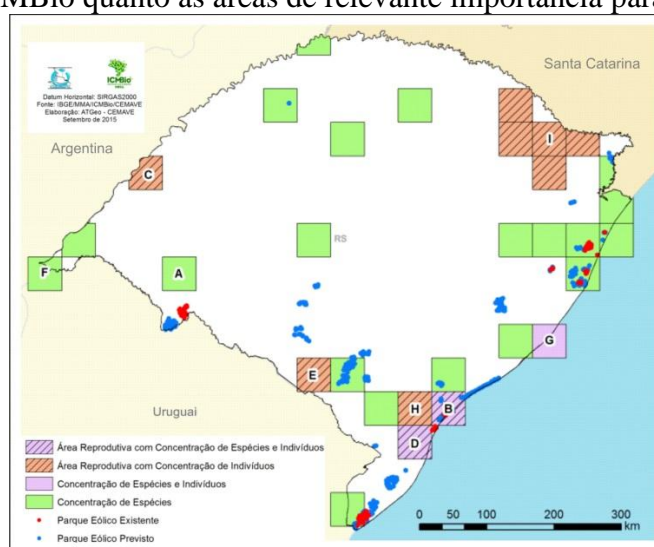 MBio quanto às áreas de relevante importância para
ICMBio
MMA
Datum Horizontal: SIRGAS2000
Fonte: IBGE/MMA/ICMBio/CEMAVE
Elaboração: ATGeo - CEMAVE
Setembro de 2015
Santa Catarina
Argentina
I
C
RS
F
A
G
E
H
B
D
Uruguai
Área Reprodutiva com Concentração de Espécies e Indivíduos
Área Reprodutiva com Concentração de Indivíduos
Concentração de Espécies e Indivíduos
Concentração de Espécies
Parque Eólico Existente
Parque Eólico Previsto
0 50 100 200 300
km